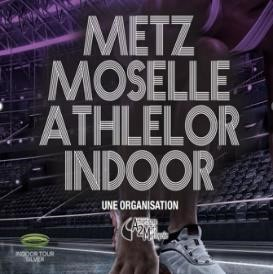 METZ
MOSELLE
ATHLELOR
INDOOR
UNE ORGANISATION
INDOOR TOUR
SILVER